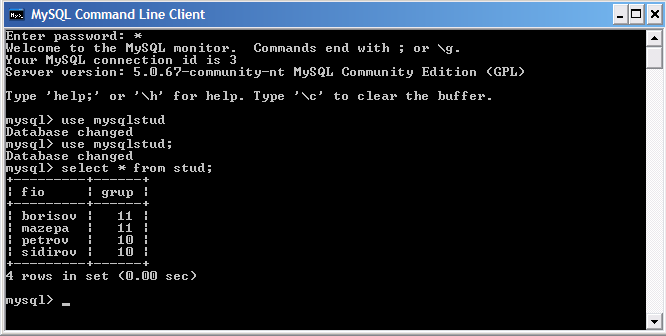 MySQL Command Line Client
Enter password: *
Welcome to the MySQL monitor.  Commands end with ; or \g.
Your MySQL connection id is 3
Server version: 5.0.67-community-nt MySQL Community Edition (GPL)
Type 'help;' or '\h' for help. Type '\c' to clear the buffer.
mysql> use mysqlstud
Database changed
mysql> use mysqlstud;
Database changed
mysql> select * from stud;
+---------+------+
| fio     | grup |
+---------+------+
| borisov |   11 |
| mazepa  |   11 |
| petrov  |   10 |
| sidirov |   10 |
+---------+------+
4 rows in set (0.00 sec)
mysql> _